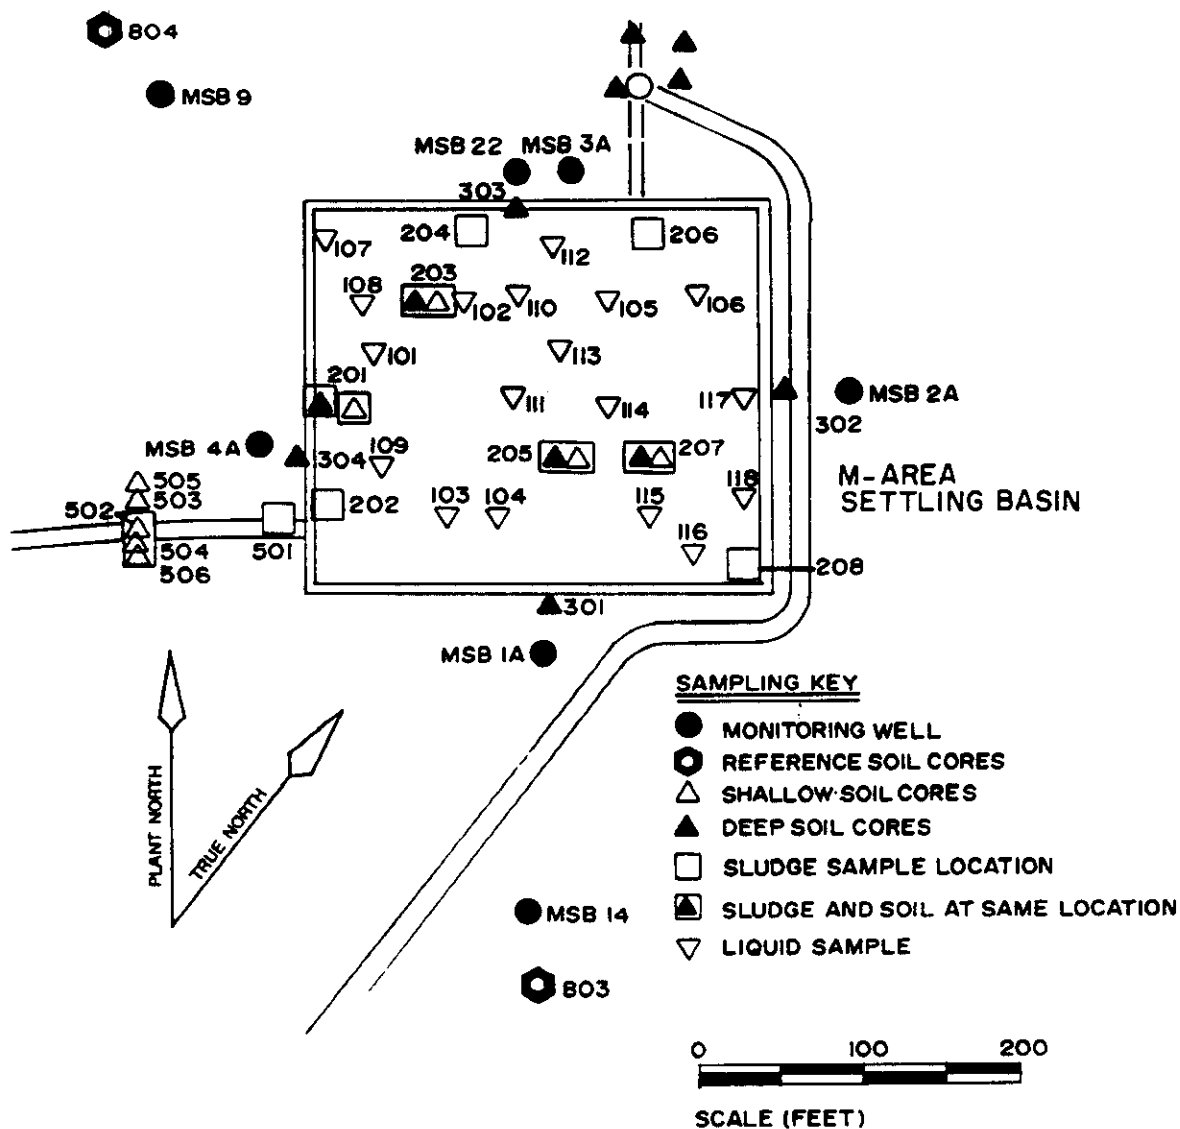 804
MSB 9
MSB 22
MSB 3A
303
204
206
107
112
203
108
102
110
105
106
101
113
201
111
114
117
MSB 2A
302
MSB 4A
304
109
205
207
M-AREA
SETTLING BASIN
505
503
502
504
506
501
202
103
104
115
118
116
208
301
MSB 1A
PLANT NORTH
TRUE NORTH
SAMPLING KEY
MONITORING WELL
REFERENCE SOIL CORES
SHALLOW SOIL CORES
DEEP SOIL CORES
SLUDGE SAMPLE LOCATION
SLUDGE AND SOIL AT SAME LOCATION
LIQUID SAMPLE
MSB 14
803
0 100 200
SCALE (FEET)